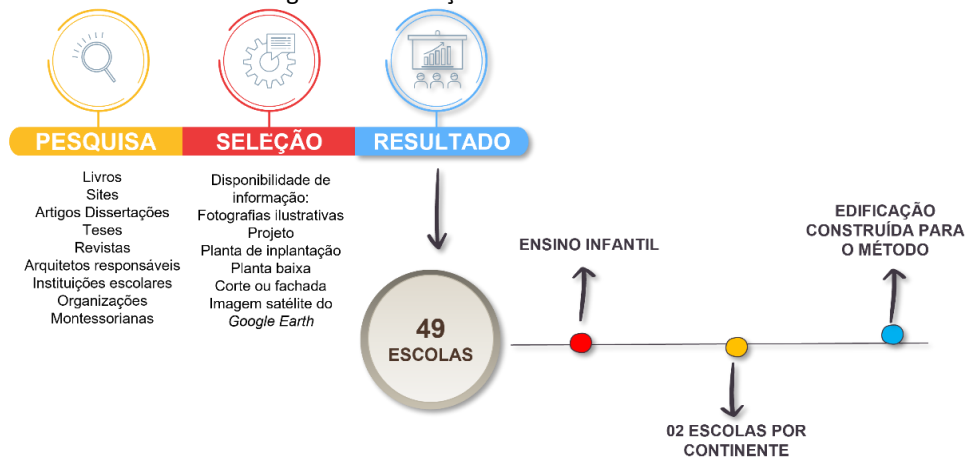 PESQUISA
Livros
Sites
Artigos Dissertações
Teses
Revistas
Arquitetos responsáveis
Instituições escolares
Organizações
Montessorianas
SELEÇÃO
Disponibilidade de
informação:
Fotografias ilustrativas
Projeto
Planta de inplantação
Planta baixa
Corte ou fachada
Imagem satélite do
Google Earth
RESULTADO
49
ESCOLAS
ENSINO INFANTIL
02 ESCOLAS POR
CONTINENTE
EDIFICAÇÃO
CONSTRUÍDA PARA
O MÉTODO